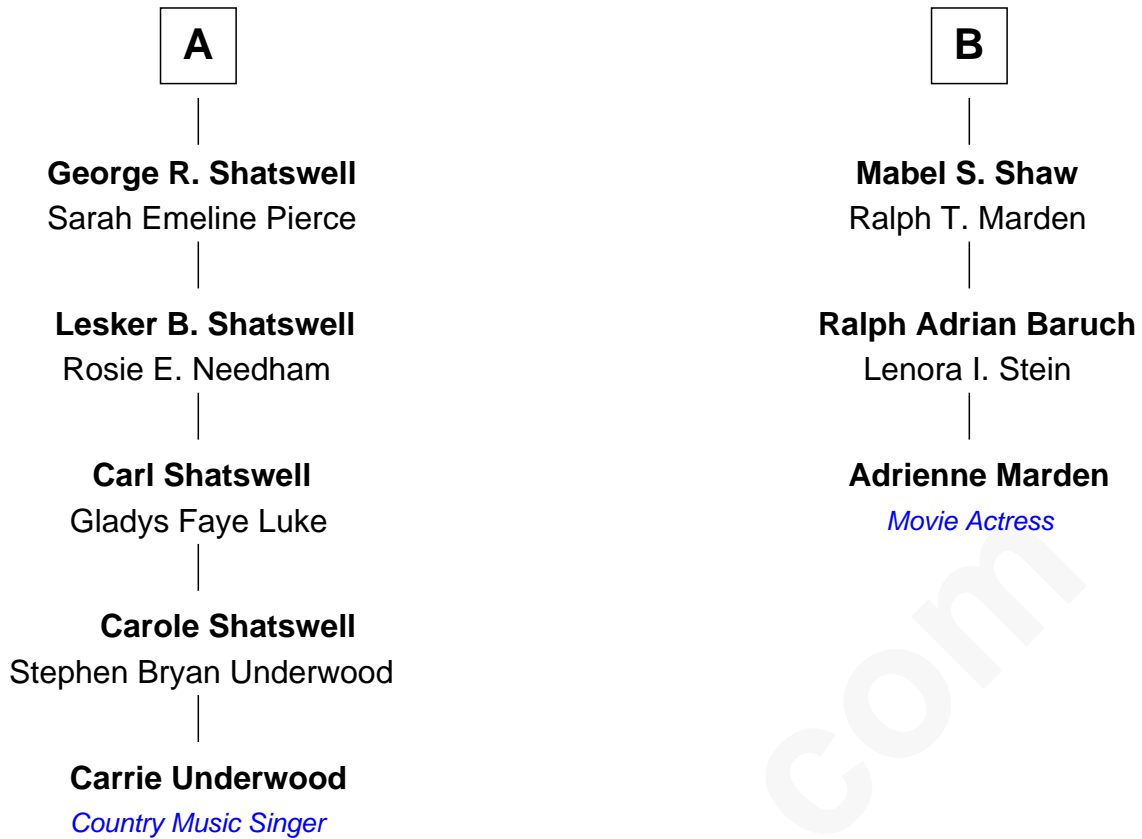 A
George R. Shatswell
Sarah Emeline Pierce
Lesker B. Shatswell
Rosie E. Needham
Carl Shatswell
Gladys Faye Luke
Carole Shatswell
Stephen Bryan Underwood
Carrie Underwood
Country Music Singer
B
Mabel S. Shaw
Ralph T. Marden
Ralph Adrian Baruch
Lenora I. Stein
Adrienne Marden
Movie Actress
com